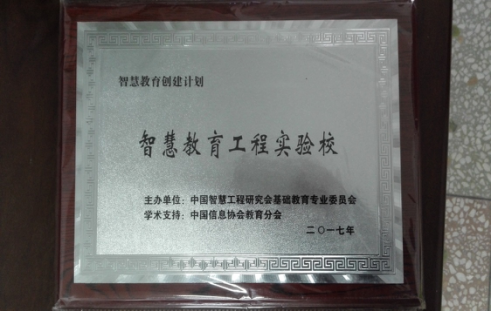 智慧教育创建计划
智慧教育工程实验校
主办单位：中国智慧工程研究会基础教育专业委员会
学术支持：中国信息协会教育分会
二〇一七年